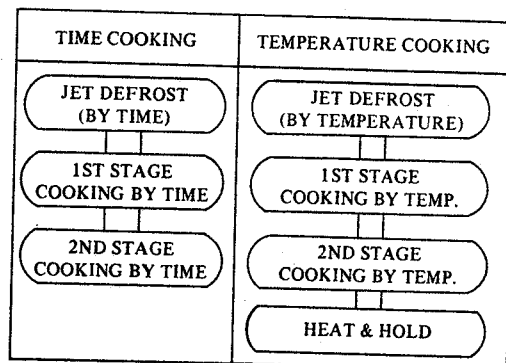 TIME COOKING
JET DEFROST
(BY TIME)
1ST STAGE
COOKING BY TIME
2ND STAGE
COOKING BY TIME
TEMPERATURE COOKING
JET DEFROST
(BY TEMPERATURE)
1ST STAGE
COOKING BY TEMP.
2ND STAGE
COOKING BY TEMP.
HEAT & HOLD